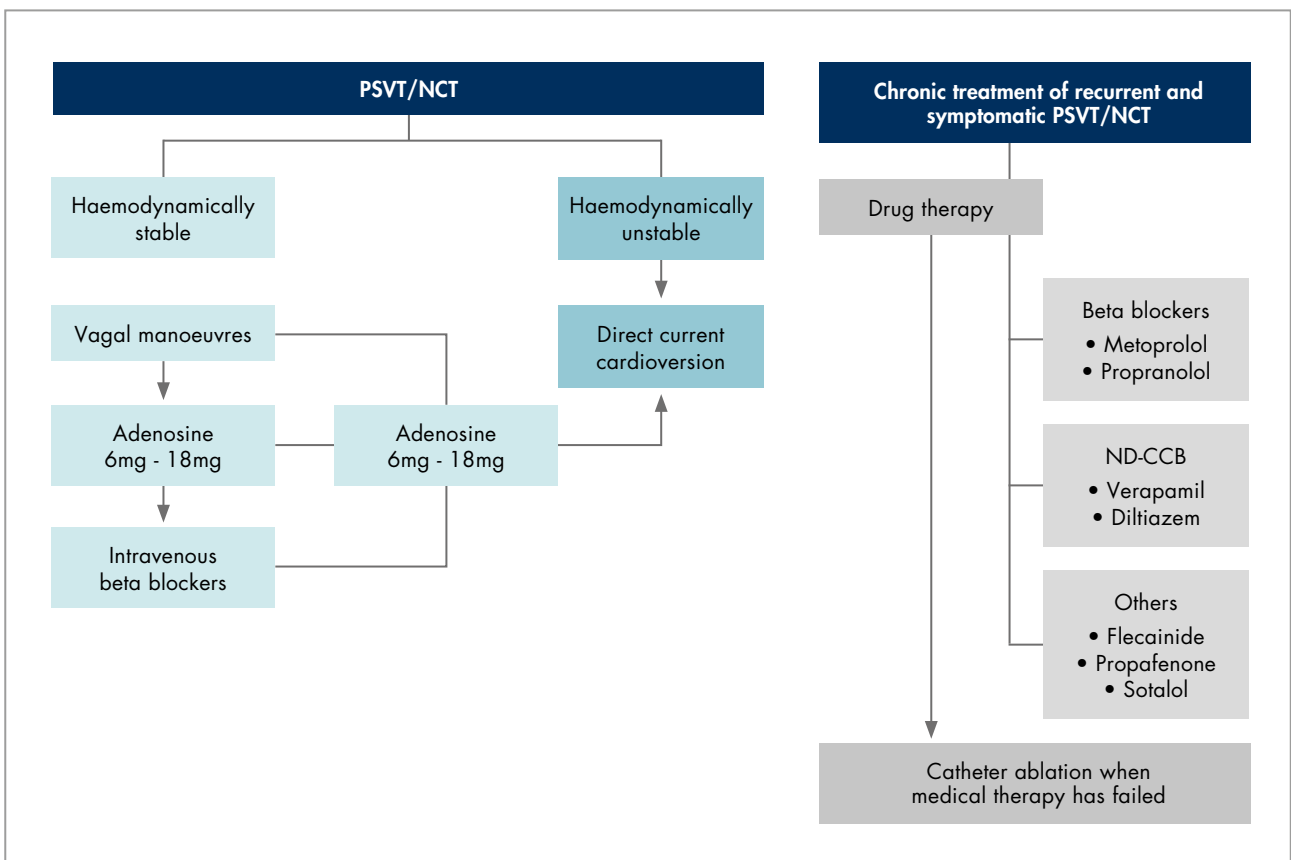 PSVT/NCT
Haemodynamically
stable
Haemodynamically
unstable
Vagal manoeuvres
Direct current
cardioversion
Adenosine
6mg - 18mg
Adenosine
6mg - 18mg
Intravenous
beta blockers
Chronic treatment of recurrent and
symptomatic PSVT/NCT
Drug therapy
Beta blockers
• Metoprolol
• Propranolol
ND-CCB
• Verapamil
• Diltiazem
Others
• Flecainide
• Propafenone
• Sotalol
Catheter ablation when
medical therapy has failed